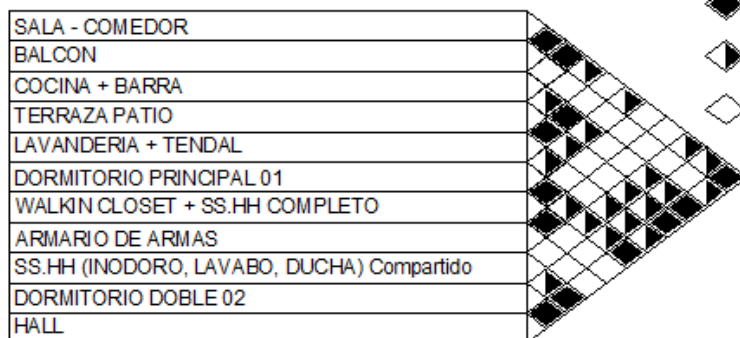 SALA - COMEDOR
BALCON
COCINA + BARRA
TERRAZA PATIO
LAVANDERIA + TENDAL
DORMITORIO PRINCIPAL 01
WALKIN CLOSET + SS.HH COMPLETO
ARMARIO DE ARMAS
SS.HH (INODORO, LAVABO, DUCHA) Compartido
DORMITORIO DOBLE 02
HALL